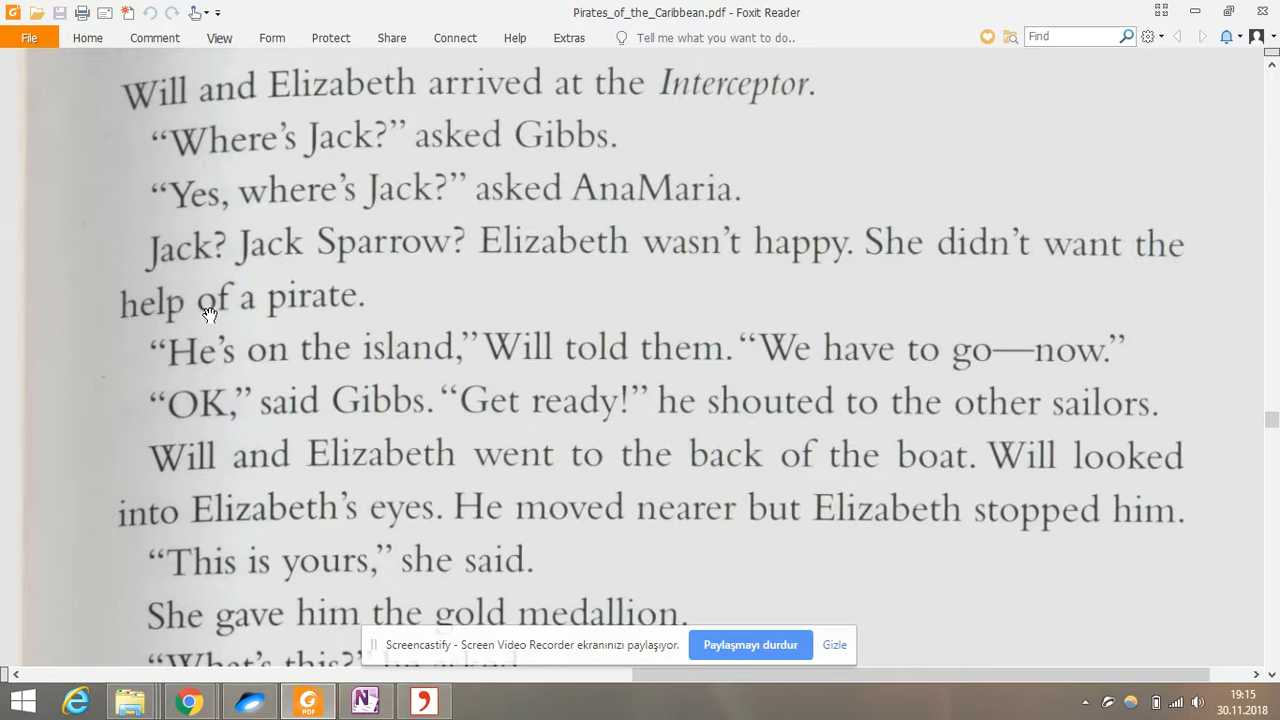 Pirates_of_the_Caribbean.pdf - Foxit Reader
File Home Comment View Form Protect Share Connect Help Extras Tell me what you want to do.. Find
Will and Elizabeth arrived at the Interceptor.
“Where’s Jack?” asked Gibbs.
“Yes, where’s Jack?” asked AnaMaria.
Jack? Jack Sparrow? Elizabeth wasn’t happy. She didn’t want the
help of a pirate.
“He’s on the island,” Will told them. “We have to go—now.”
“OK,” said Gibbs. “Get ready!” he shouted to the other sailors.
Will and Elizabeth went to the back of the boat. Will looked
into Elizabeth’s eyes. He moved nearer but Elizabeth stopped him.
“This is yours,” she said.
She gave him the gold medallion.
“What’s this?” he asked.
Screencastify - Screen Video Recorder ekranınızı paylaşıyor. Paylaşmayı durdur Gizle
19:15
30.11.2018